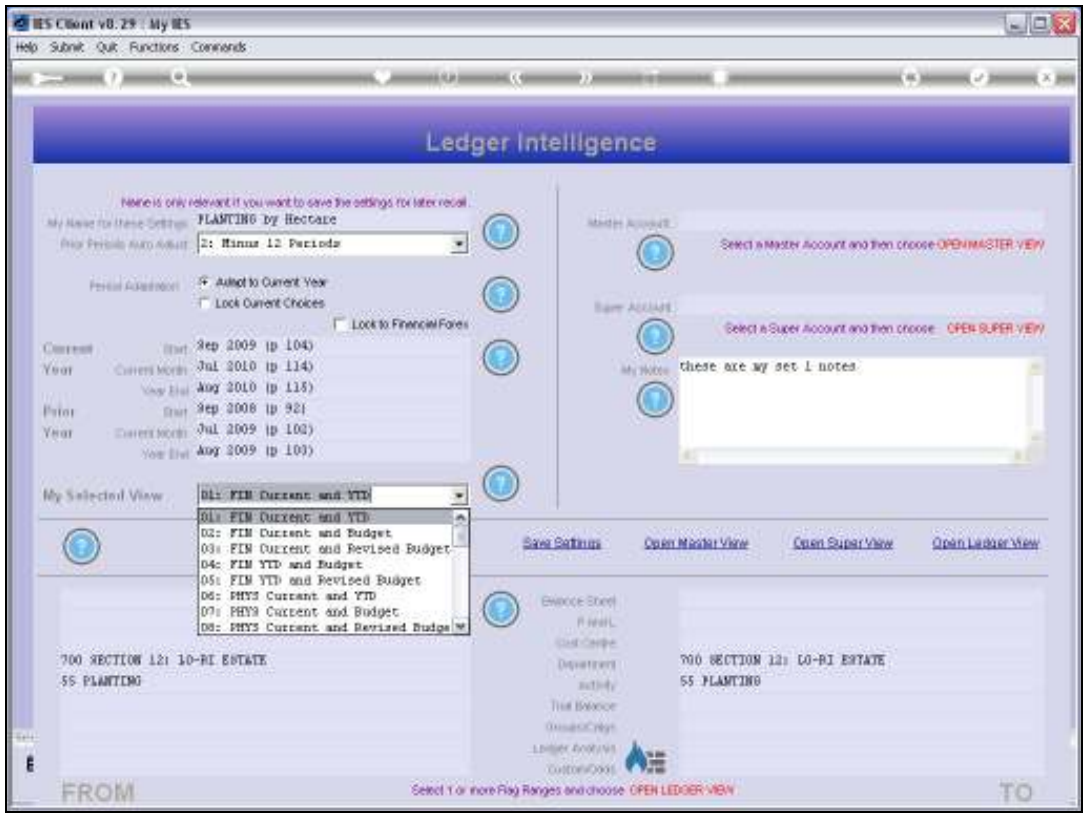 IES Client v8.29 : My IES
Help Submit Quit Functions Commands
Ledger Intelligence
Name is only relevant if you want to save the settings for later recall.
My Name for these Settings PLANTING by Hectare
Prior Periods Auto Adjust 2: Minus 12 Periods
Period Adaptation Adapt to Current Year
Lock Current Choices
Lock to Financial Forex
Current Start Sep 2009 (p 104)
Year Current Month Jul 2010 (p 114)
Year End Aug 2010 (p 115)
Prior Start Sep 2008 (p 92)
Year Current Month Jul 2009 (p 102)
Year End Aug 2009 (p 103)
My Selected View 01: FIN Current and YTD
01: FIN Current and YTD
02: FIN Current and Budget
03: FIN Current and Revised Budget
04: FIN YTD and Budget
05: FIN YTD and Revised Budget
06: PHYS Current and YTD
07: PHYS Current and Budget
08: PHYS Current and Revised Budge
Master Account
Select a Master Account and then choose OPEN MASTER VIEW
Super Account
Select a Super Account and then choose OPEN SUPER VIEW
My Notes these are my set 1 notes
Save Settings Open Master View Open Super View Open Ledger View
Balance Sheet
P and L
Cost Centre
700 SECTION 12: LO-RI ESTATE Department 700 SECTION 12: LO-RI ESTATE
55 PLANTING Activity 55 PLANTING
Trial Balance
Ledger Analysis
FROM Select 1 or more Flag Ranges and choose OPEN LEDGER VIEW TO